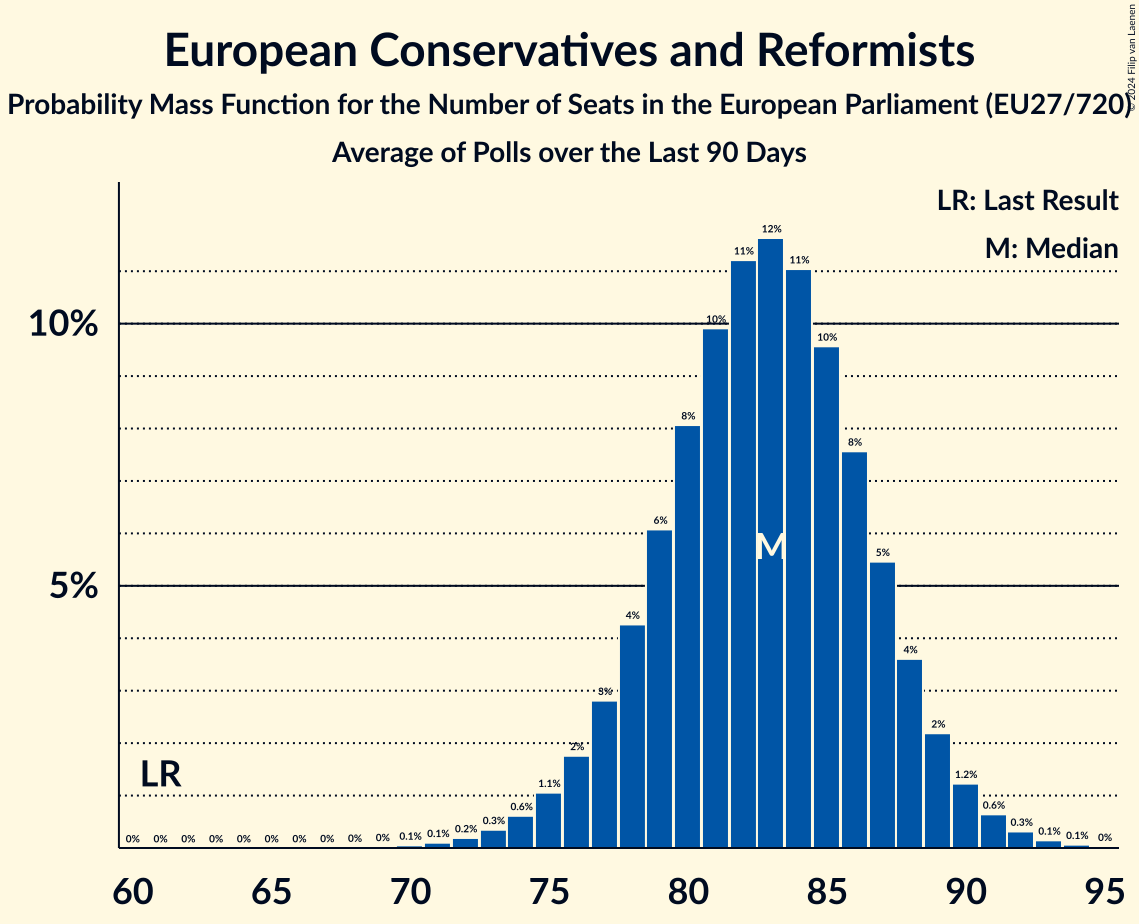 European Conservatives and Reformists
Probability Mass Function for the Number of Seats in the European Parliament (EU27/720)
Average of Polls over the Last 90 Days
© 2024 Filip van Laenen
LR: Last Result
M: Median
10%
5%
LR
M
0% 0% 0% 0% 0% 0% 0% 0% 0% 0% 0.1% 0.1% 0.2% 0.3% 0.6% 1.1% 2% 3% 4% 6% 8% 10% 11% 12% 11% 10% 8% 5% 4% 2% 1.2% 0.6% 0.3% 0.1% 0.1% 0%
60 65 70 75 80 85 90 95